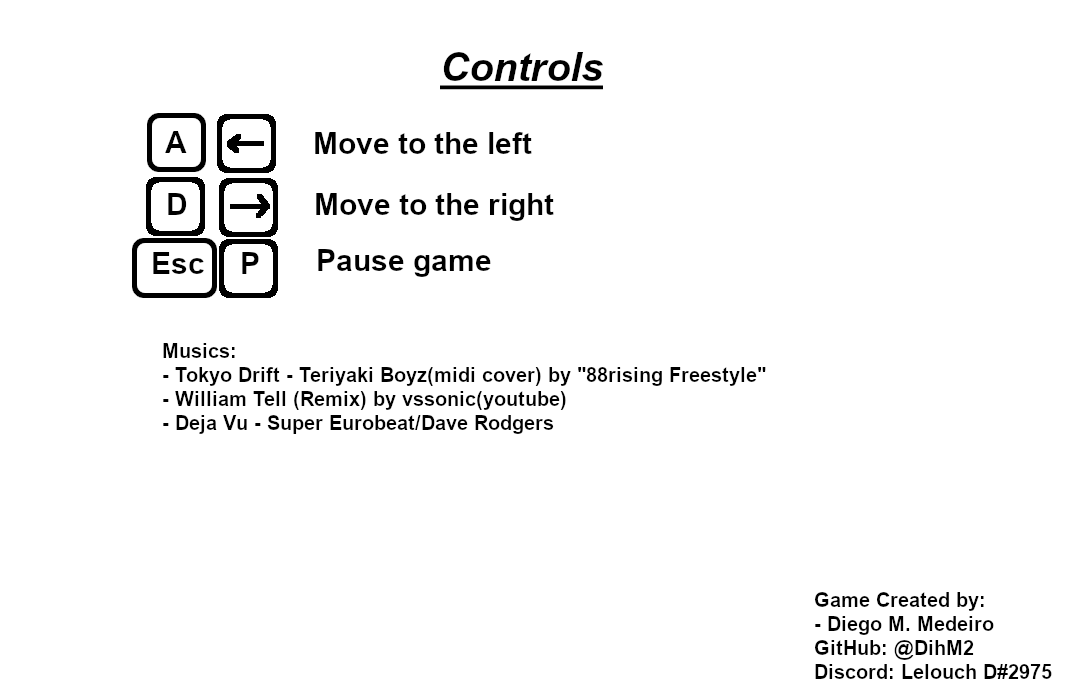 Controls
A ← Move to the left
D → Move to the right
Esc P Pause game
Musics:
- Tokyo Drift - Teriyaki Boyz(midi cover) by "88rising Freestyle"
- William Tell (Remix) by vssonic(youtube)
- Deja Vu - Super Eurobeat/Dave Rodgers
Game Created by:
- Diego M. Medeiro
GitHub: @DihM2
Discord: Lelouch D#2975